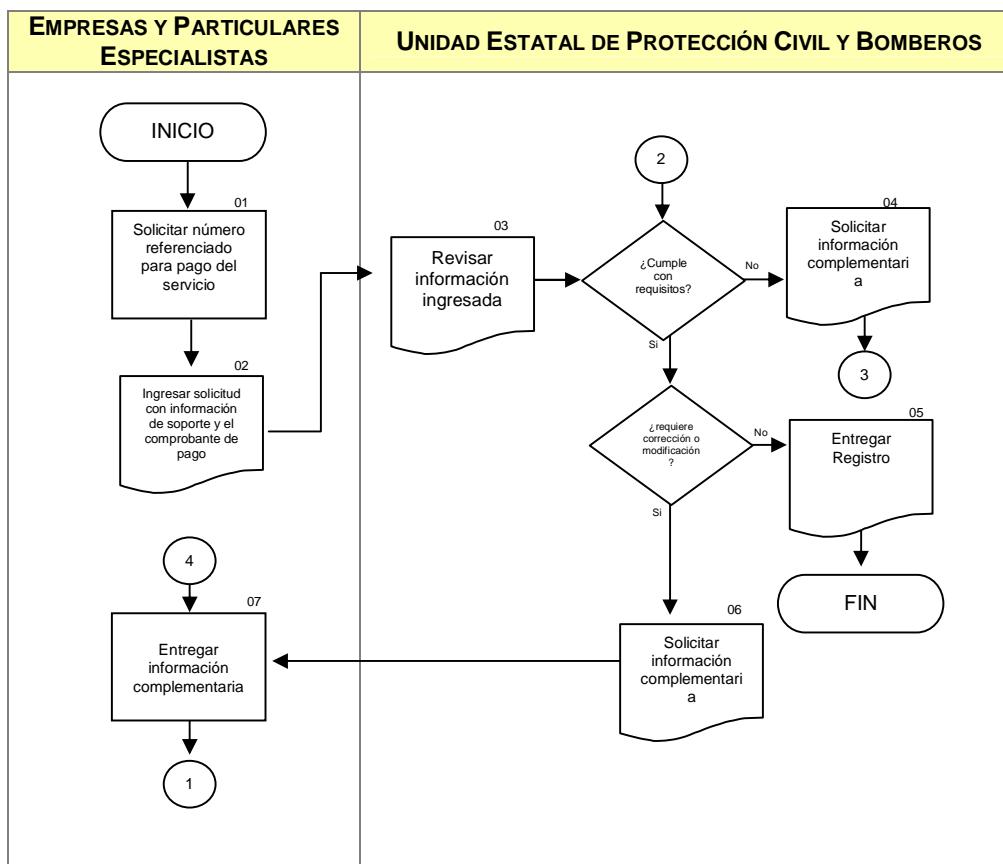 EMPRESAS Y PARTICULARES
ESPECIALISTAS
UNIDAD ESTATAL DE PROTECCIÓN CIVIL Y BOMBEROS
INICIO
01
Solicitar número
referenciado
para pago del
servicio
02
Ingresar solicitud
con información
de soporte y el
comprobante de
pago
03
Revisar
información
ingresada
2
¿Cumple
con
requisitos?
No
Si
04
Solicitar
información
complementari
a
3
¿requiere
corrección o
modificación
?
No
Si
05
Entregar
Registro
FIN
06
Solicitar
información
complementari
a
4
07
Entregar
información
complementaria
1